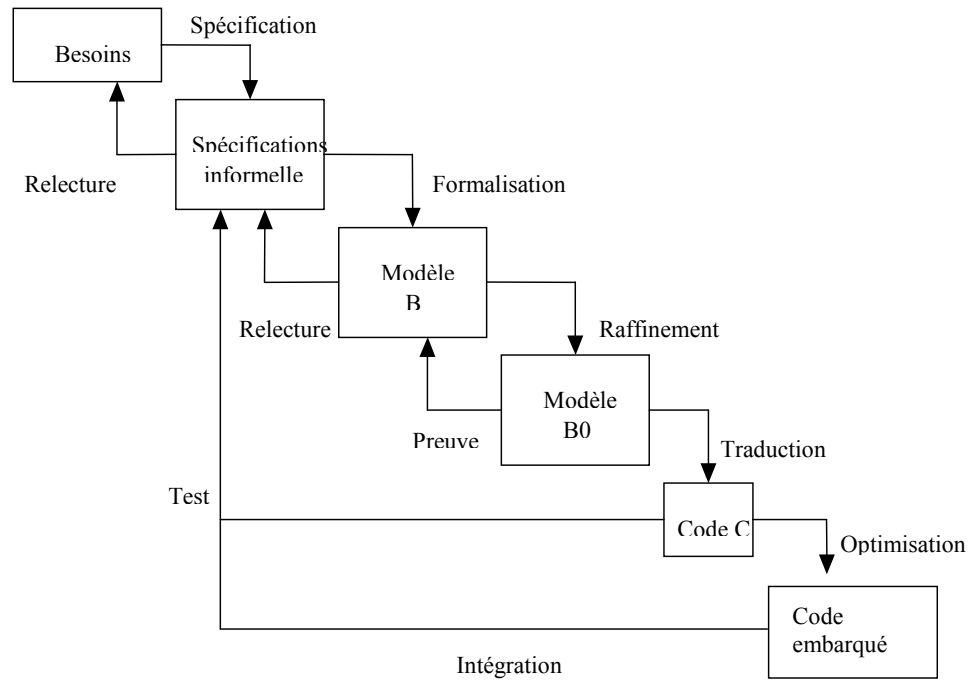 Spécification
Besoins
Spécifications
informelle
Relecture
Formalisation
Modèle
B
Relecture
Raffinement
Modèle
B0
Preuve
Traduction
Test
Code C
Optimisation
Code
embarqué
Intégration